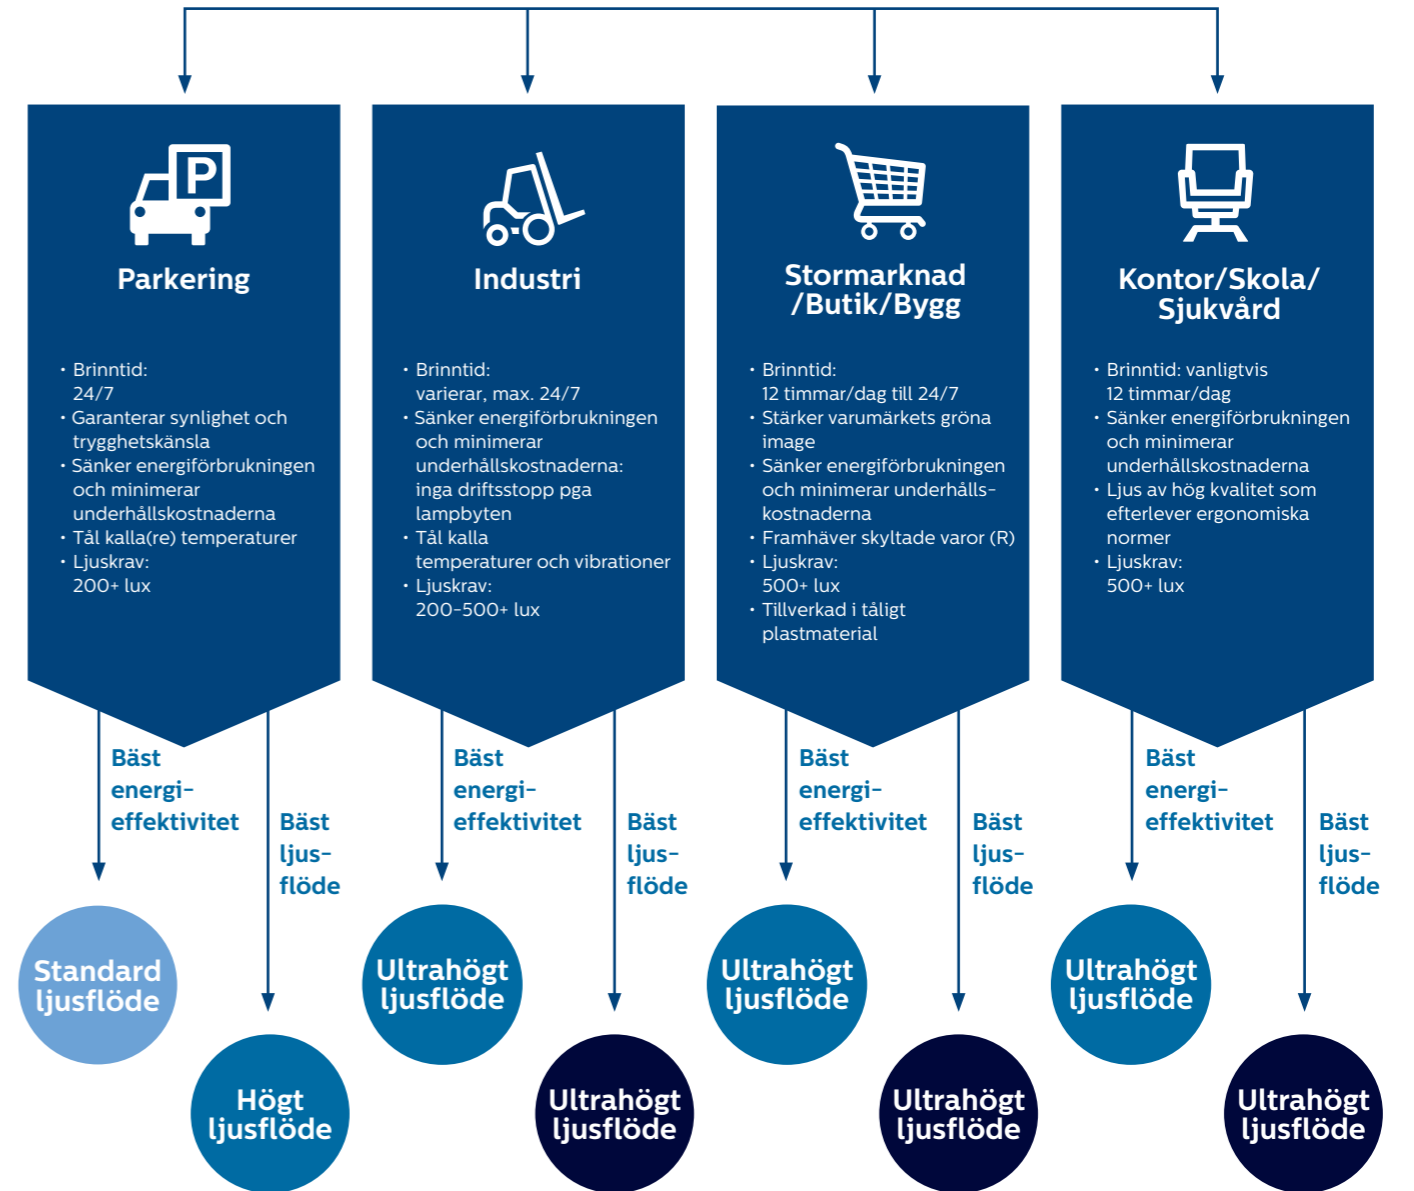 P
Parkering
• Brinntid:
24/7
• Garanterar synlighet och
trygghetskänsla
• Sänker energiförbrukningen
och minimerar
underhållskostnaderna
• Tål kalla(re) temperaturer
• Ljuskrav:
200+ lux
Industri
• Brinntid:
varierar, max. 24/7
• Sänker energiförbrukningen
och minimerar
underhållskostnaderna:
inga driftsstopp pga
lampbyten
• Tål kalla
temperaturer och vibrationer
• Ljuskrav:
200-500+ lux
Stormarknad
/Butik/Bygg
• Brinntid:
12 timmar/dag till 24/7
• Stärker varumärkets gröna
image
• Sänker energiförbrukningen
och minimerar underhålls-
kostnaderna
• Framhäver skyltade varor (R)
• Ljuskrav:
500+ lux
• Tillverkad i tåligt
plastmaterial
Kontor/Skola/
Sjukvård
• Brinntid: vanligtvis
12 timmar/dag
• Sänker energiförbrukningen
och minimerar
underhållskostnaderna
• Ljus av hög kvalitet som
efterlever ergonomiska
normer
• Ljuskrav:
500+ lux
Bäst
energi-
effektivitet
Bäst
ljus-
flöde
Bäst
energi-
effektivitet
Bäst
ljus-
flöde
Bäst
energi-
effektivitet
Bäst
ljus-
flöde
Bäst
energi-
effektivitet
Bäst
ljus-
flöde
Standard
ljusflöde
Högt
ljusflöde
Ultrahögt
ljusflöde
Ultrahögt
ljusflöde
Ultrahögt
ljusflöde
Ultrahögt
ljusflöde
Ultrahögt
ljusflöde
Ultrahögt
ljusflöde